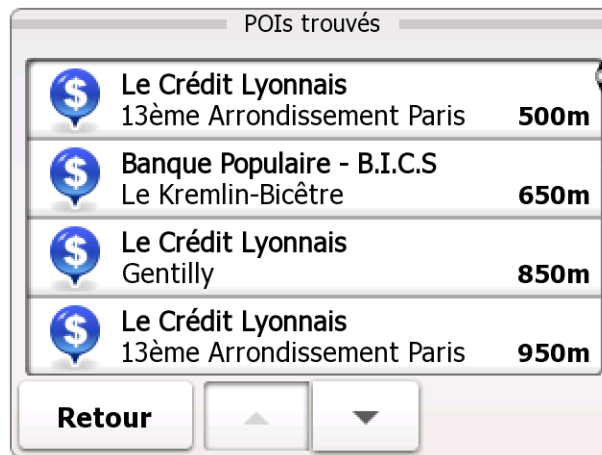 POIs trouvés
Le Crédit Lyonnais
13ème Arrondissement Paris 500m
Banque Populaire - B.I.C.S
Le Kremlin-Bicêtre 650m
Le Crédit Lyonnais
Gentilly 850m
Le Crédit Lyonnais
13ème Arrondissement Paris 950m
Retour